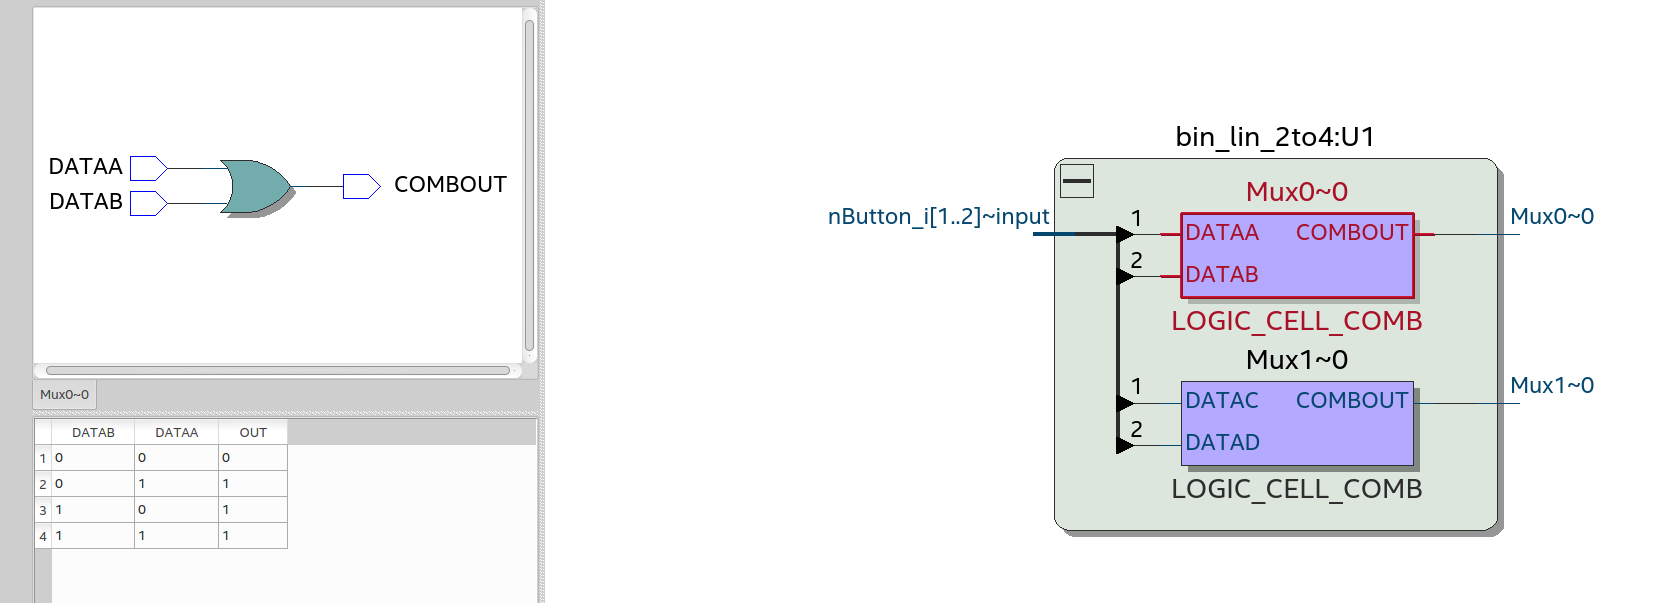 DATAA
DATAB
COMBOUT
Mux0~0
DATAB DATAA OUT
1 0 0 0
2 0 1 1
3 1 0 1
4 1 1 1
bin_lin_2to4:U1
nButton_i[1..2]~input
Mux0~0
1 DATAA COMBOUT
Mux0~0
2 DATAB
LOGIC_CELL_COMB
Mux1~0
1 DATAC COMBOUT
Mux1~0
2 DATAD
LOGIC_CELL_COMB